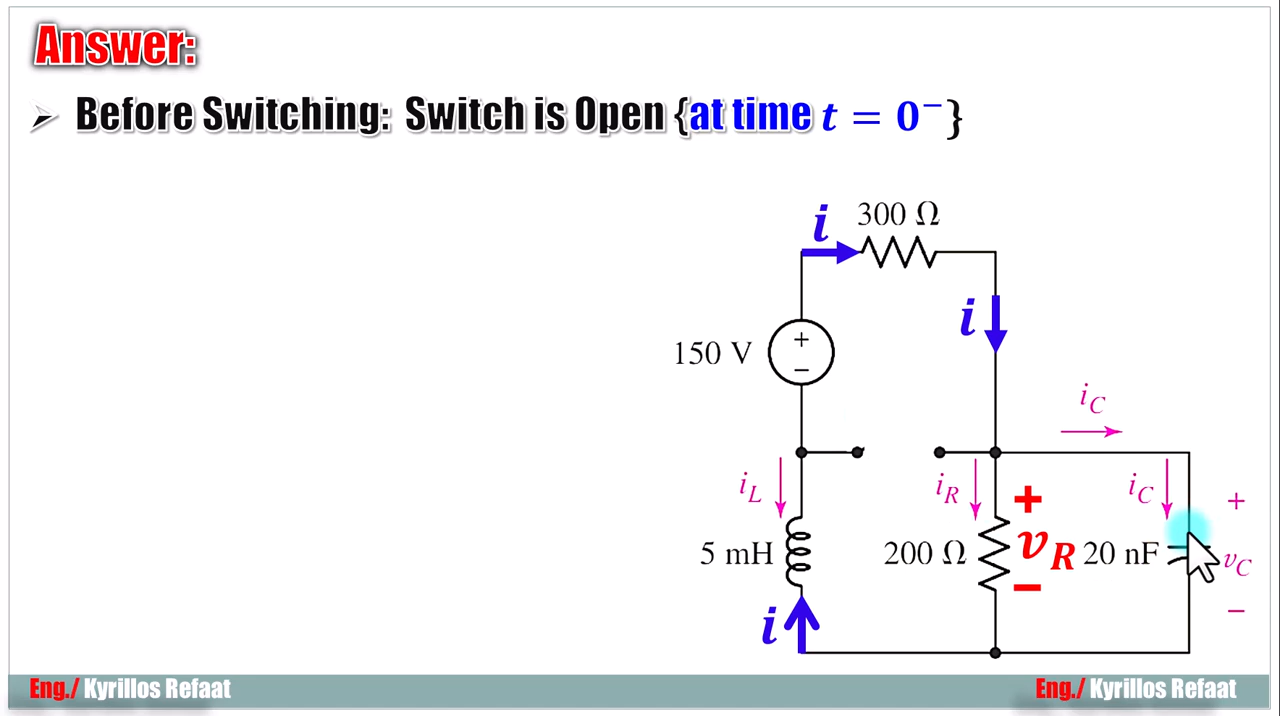 Answer:
➢ Before Switching: Switch is Open {at time t = 0⁻}
300 Ω
i
i
+
150 V
−
i_C
i_L
i_R
+
i_C
+
5 mH
200 Ω
v_R
20 nF
v_C
−
−
i
Eng./ Kyrillos Refaat
Eng./ Kyrillos Refaat